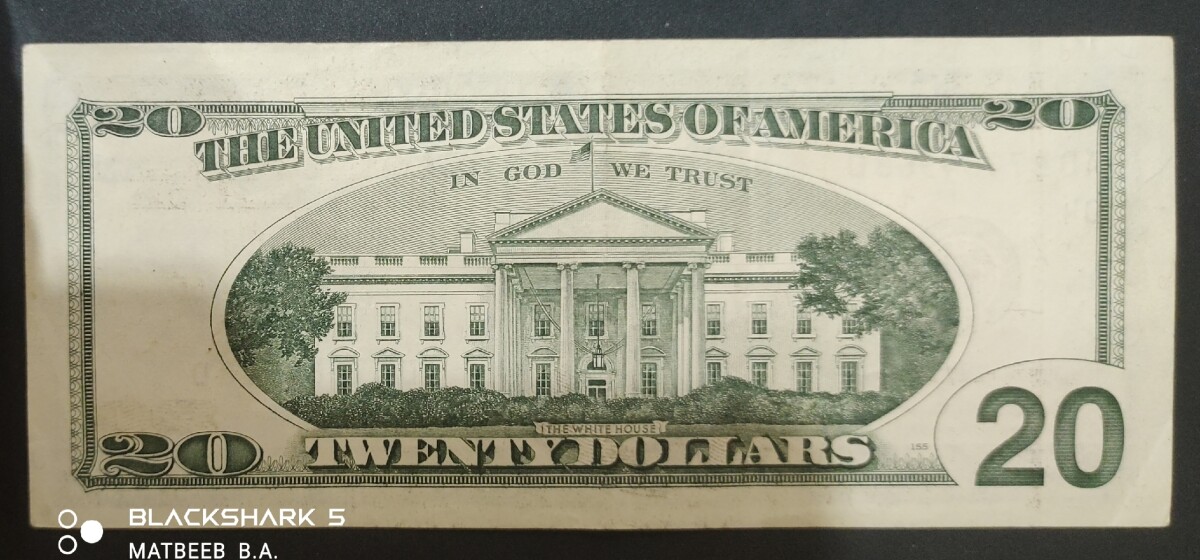 20 20
THE UNITED STATES OF AMERICA
IN GOD WE TRUST
THE WHITE HOUSE
20 TWENTY DOLLARS 20
BLACKSHARK 5
MATBEEB B.A.